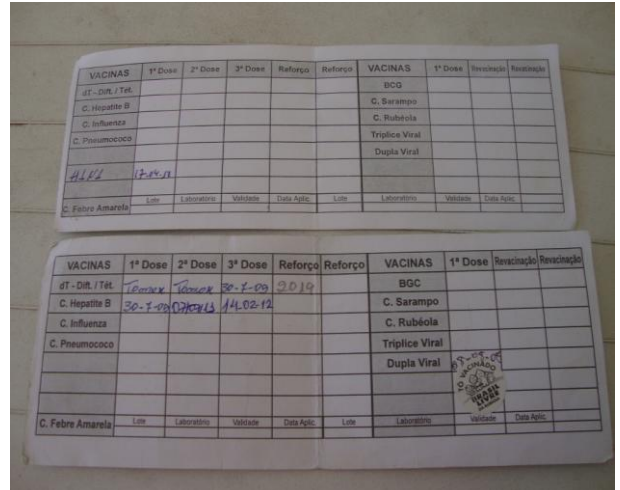 VACINAS 1ª Dose 2ª Dose 3ª Dose Reforço Reforço VACINAS 1ª Dose Revacinação Revacinação
dT - Dift. / Tét. BCG
C. Hepatite B C. Sarampo
C. Influenza C. Rubéola
C. Pneumococo Tríplice Viral
Dupla Viral
H1N1
C. Febre Amarela Lote Laboratório Validade Data Aplic. Lote Laboratório Validade Data Aplic.
VACINAS 1ª Dose 2ª Dose 3ª Dose Reforço Reforço VACINAS 1ª Dose Revacinação Revacinação
dT - Dift. / Tét. 30-7-09 2019 BGC
C. Hepatite B 30-7-09 14.02-12 C. Sarampo
C. Influenza C. Rubéola
C. Pneumococo Tríplice Viral
Dupla Viral
VACINADO
BRASIL
LIVRE
C. Febre Amarela Lote Laboratório Validade Data Aplic. Lote Laboratório Validade Data Aplic.